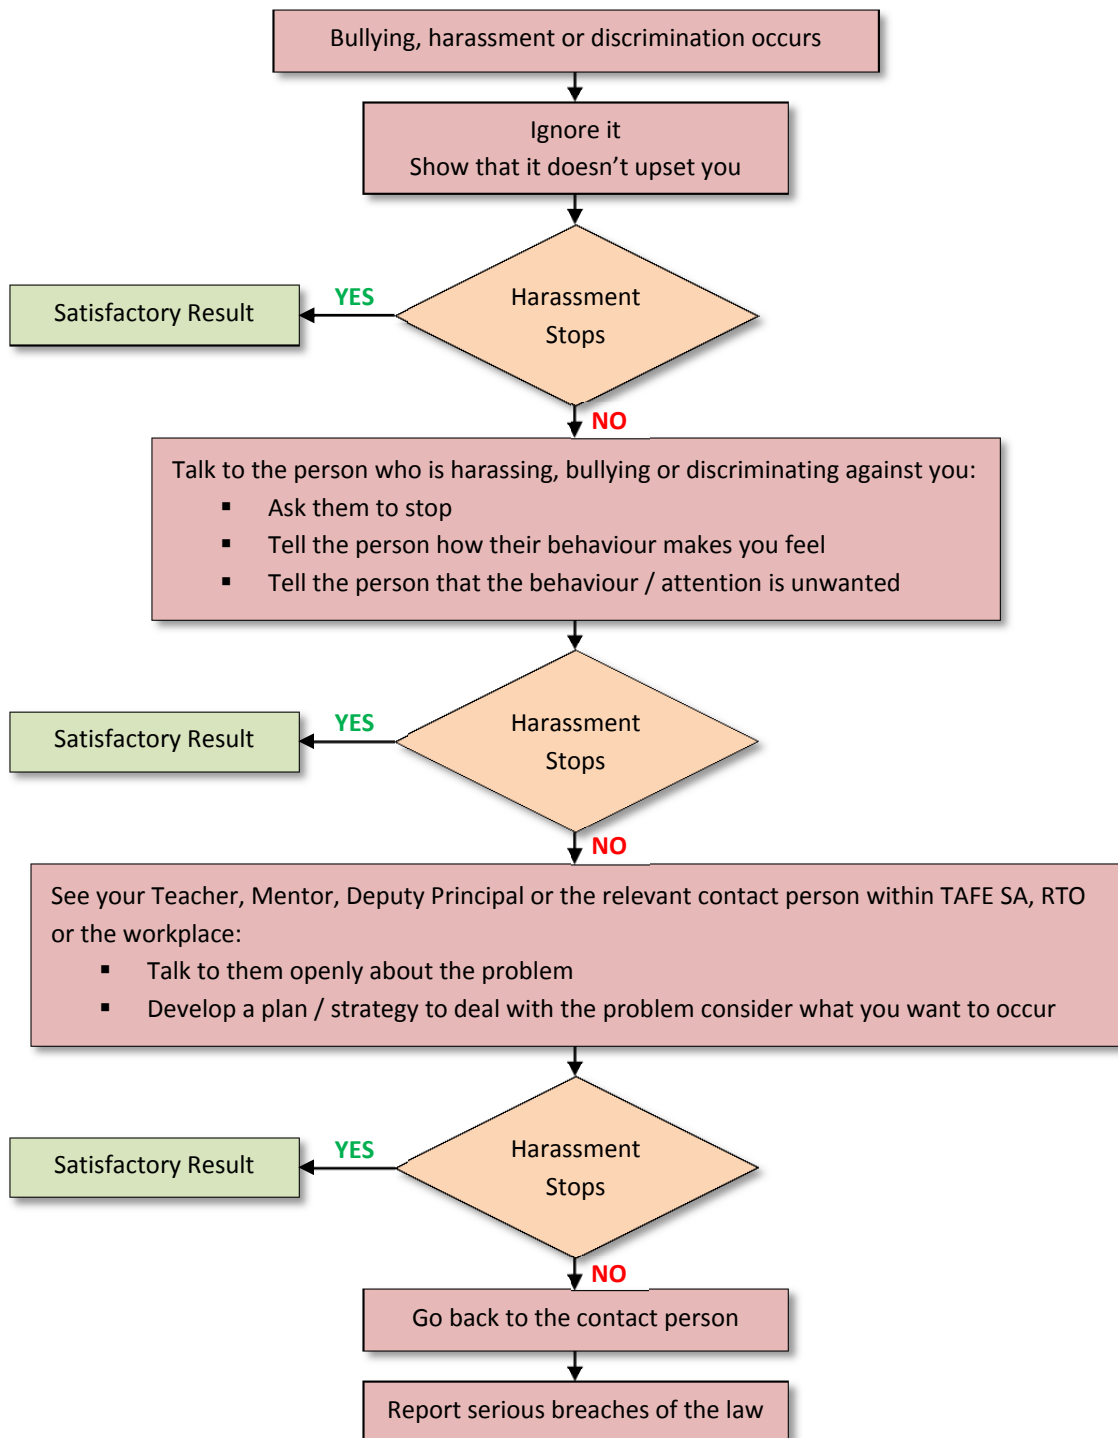 Bullying, harassment or discrimination occurs
Ignore it
Show that it doesn’t upset you
Harassment
Stops
YES
Satisfactory Result
NO
Talk to the person who is harassing, bullying or discriminating against you:
▪ Ask them to stop
▪ Tell the person how their behaviour makes you feel
▪ Tell the person that the behaviour / attention is unwanted
Harassment
Stops
YES
Satisfactory Result
NO
See your Teacher, Mentor, Deputy Principal or the relevant contact person within TAFE SA, RTO
or the workplace:
▪ Talk to them openly about the problem
▪ Develop a plan / strategy to deal with the problem consider what you want to occur
Harassment
Stops
YES
Satisfactory Result
NO
Go back to the contact person
Report serious breaches of the law